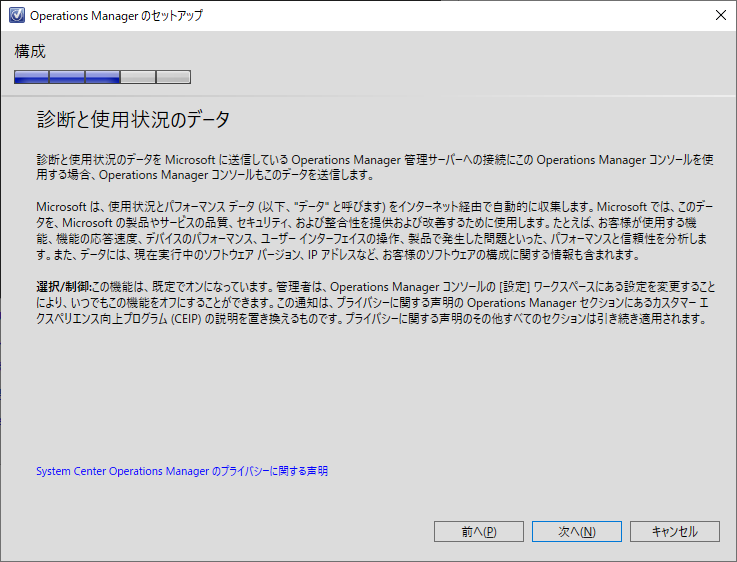 Operations Manager のセットアップ
構成
診断と使用状況のデータ
診断と使用状況のデータを Microsoft に送信している Operations Manager 管理サーバーへの接続にこの Operations Manager コンソールを使
用する場合、Operations Manager コンソールもこのデータを送信します。
Microsoft は、使用状況とパフォーマンス データ (以下、"データ" と呼びます) をインターネット経由で自動的に収集します。Microsoft では、このデー
タを、Microsoft の製品やサービスの品質、セキュリティ、および整合性を提供および改善するために使用します。たとえば、お客様が使用する機
能、機能の応答速度、デバイスのパフォーマンス、ユーザー インターフェイスの操作、製品で発生した問題といった、パフォーマンスと信頼性を分析しま
す。また、データには、現在実行中のソフトウェア バージョン、IP アドレスなど、お客様のソフトウェアの構成に関する情報も含まれます。
選択/制御:この機能は、既定でオンになっています。管理者は、Operations Manager コンソールの [設定] ワークスペースにある設定を変更すること
により、いつでもこの機能をオフにすることができます。この通知は、プライバシーに関する声明の Operations Manager セクションにあるカスタマー エ
クスペリエンス向上プログラム (CEIP) の説明を置き換えるものです。プライバシーに関する声明のその他すべてのセクションは引き続き適用されます。
System Center Operations Manager のプライバシーに関する声明
前へ(P)
次へ(N)
キャンセル